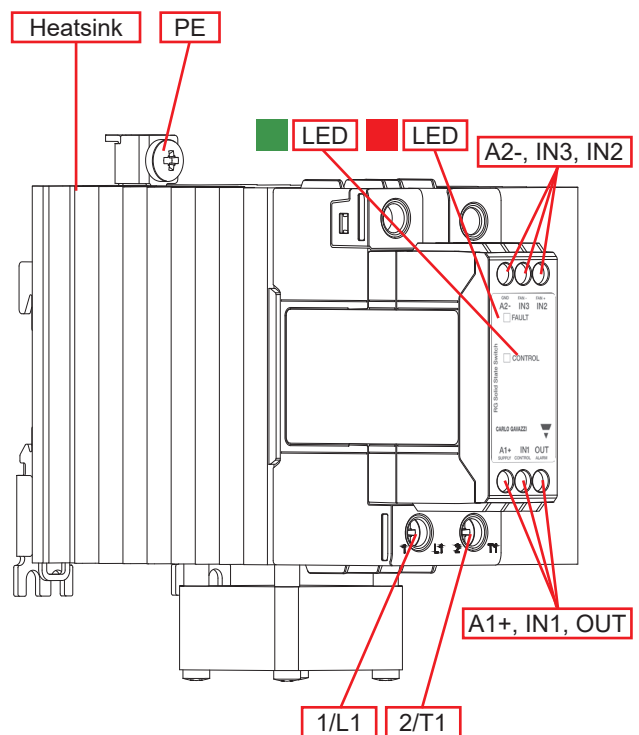 Heatsink
PE
LED
LED
A2-, IN3, IN2
GND FAN - FAN +
A2- IN3 IN2
FAULT
CONTROL
RG Solid State Switch
CARLO GAVAZZI
A1+ IN1 OUT
SUPPLY CONTROL ALARM
1 L1 2 T1
A1+, IN1, OUT
1/L1
2/T1